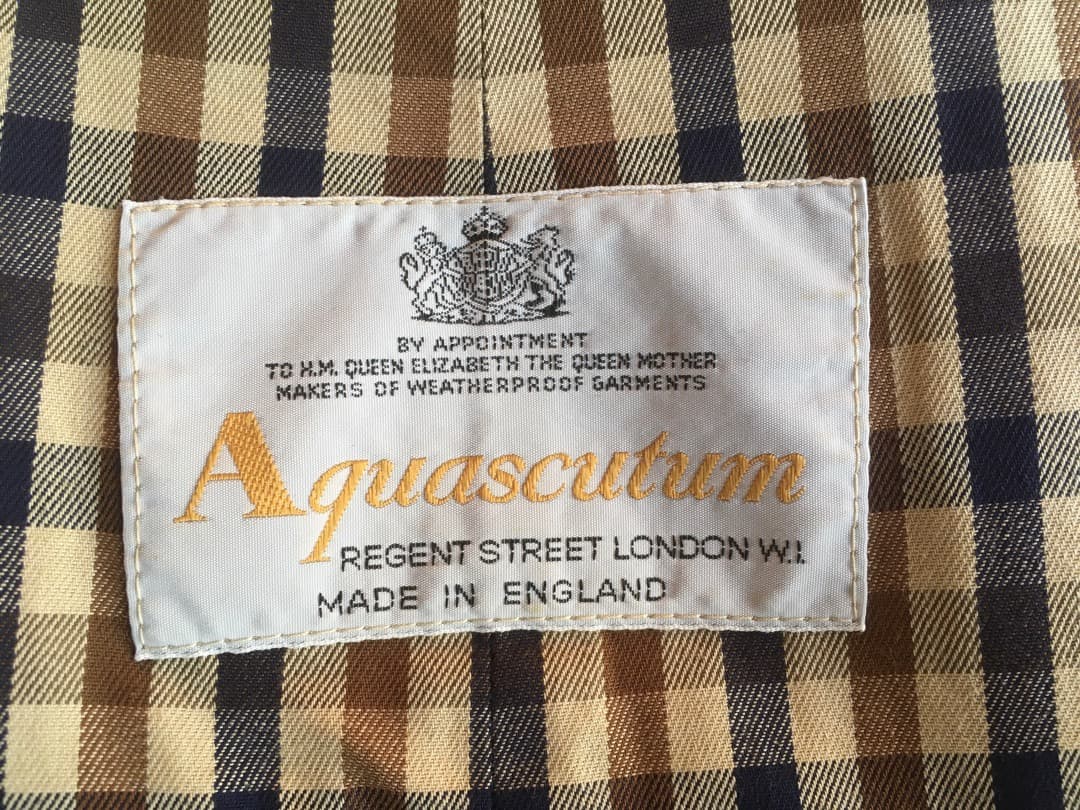 BY APPOINTMENT
TO H.M. QUEEN ELIZABETH THE QUEEN MOTHER
MAKERS OF WEATHERPROOF GARMENTS
Aquascutum
REGENT STREET LONDON W.I.
MADE IN ENGLAND